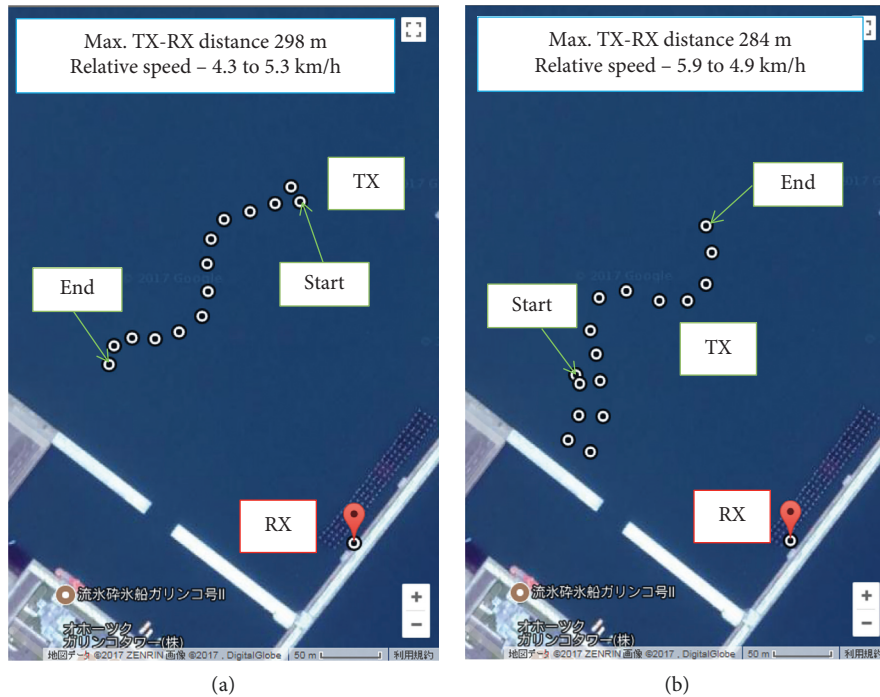 Max. TX-RX distance 298 m
Relative speed – 4.3 to 5.3 km/h
TX
Start
End
© 2017 Google
RX
流氷砕氷船ガリンコ号II
オホーツク
ガリンコタワー(株)
地図データ ©2017 ZENRIN 画像 ©2017 , DigitalGlobe
50 m
利用規約
(a)
Max. TX-RX distance 284 m
Relative speed – 5.9 to 4.9 km/h
End
© 2017 Google
Start
TX
RX
流氷砕氷船ガリンコ号II
オホーツク
ガリンコタワー(株)
地図データ ©2017 ZENRIN 画像 ©2017 , DigitalGlobe
50 m
利用規約
(b)